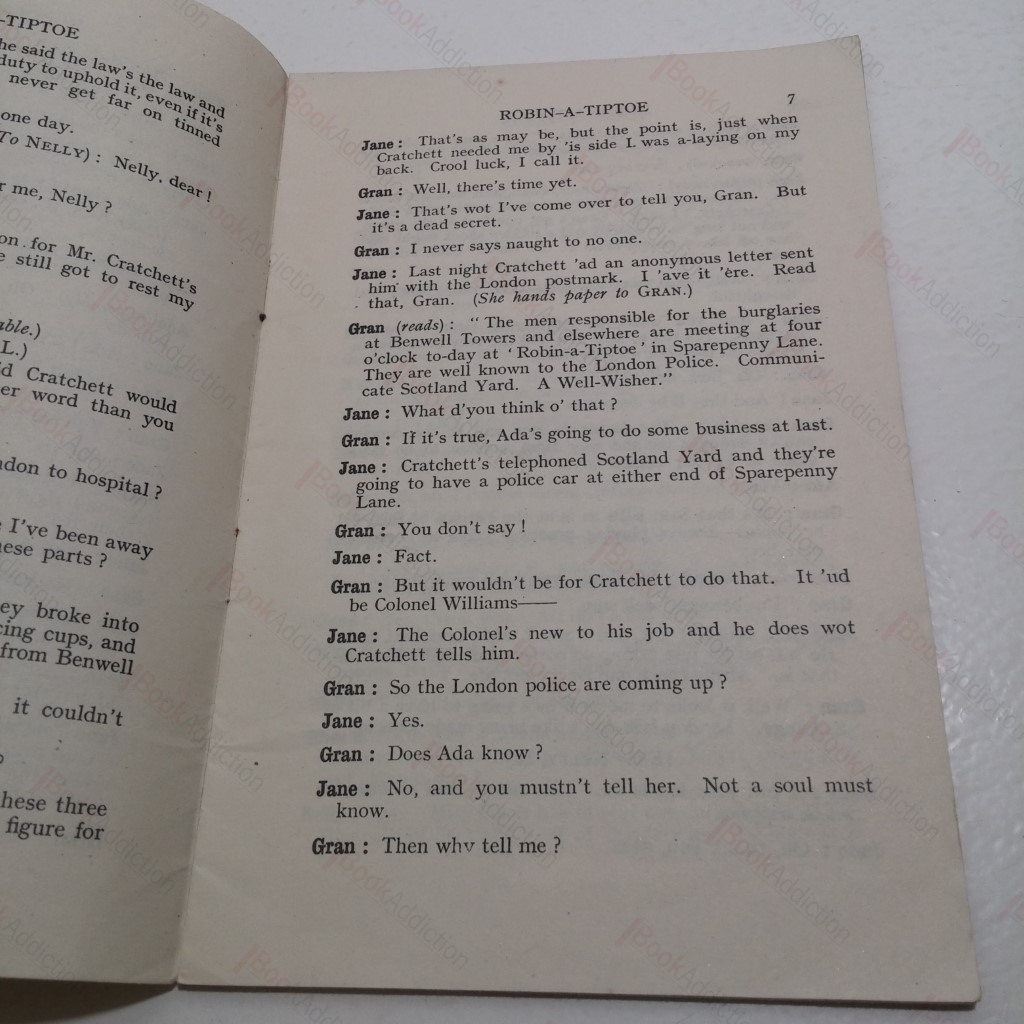 -TIPTOE
he said the law's the law and
duty to uphold it, even if it's
never get far on tinned
one day.
To NELLY) : Nelly, dear !
r me, Nelly ?
on for Mr. Cratchett's
e still got to rest my
able.)
L.)
d Cratchett would
er word than you
don to hospital ?
I've been away
hese parts ?
ey broke into
cing cups, and
from Benwell
it couldn't
hese three
figure for
ROBIN-A-TIPTOE 7
Jane : That's as may be, but the point is, just when
Cratchett needed me by 'is side I was a-laying on my
back. Crool luck, I call it.
Gran : Well, there's time yet.
Jane : That's wot I've come over to tell you, Gran. But
it's a dead secret.
Gran : I never says naught to no one.
Jane : Last night Cratchett 'ad an anonymous letter sent
him with the London postmark. I 'ave it 'ere. Read
that, Gran. (She hands paper to GRAN.)
Gran (reads) : " The men responsible for the burglaries
at Benwell Towers and elsewhere are meeting at four
o'clock to-day at ' Robin-a-Tiptoe ' in Sparepenny Lane.
They are well known to the London Police. Communi-
cate Scotland Yard. A Well-Wisher."
Jane : What d'you think o' that ?
Gran : If it's true, Ada's going to do some business at last.
Jane : Cratchett's telephoned Scotland Yard and they're
going to have a police car at either end of Sparepenny
Lane.
Gran : You don't say !
Jane : Fact.
Gran : But it wouldn't be for Cratchett to do that. It 'ud
be Colonel Williams——
Jane : The Colonel's new to his job and he does wot
Cratchett tells him.
Gran : So the London police are coming up ?
Jane : Yes.
Gran : Does Ada know ?
Jane : No, and you mustn't tell her. Not a soul must
know.
Gran : Then why tell me ?